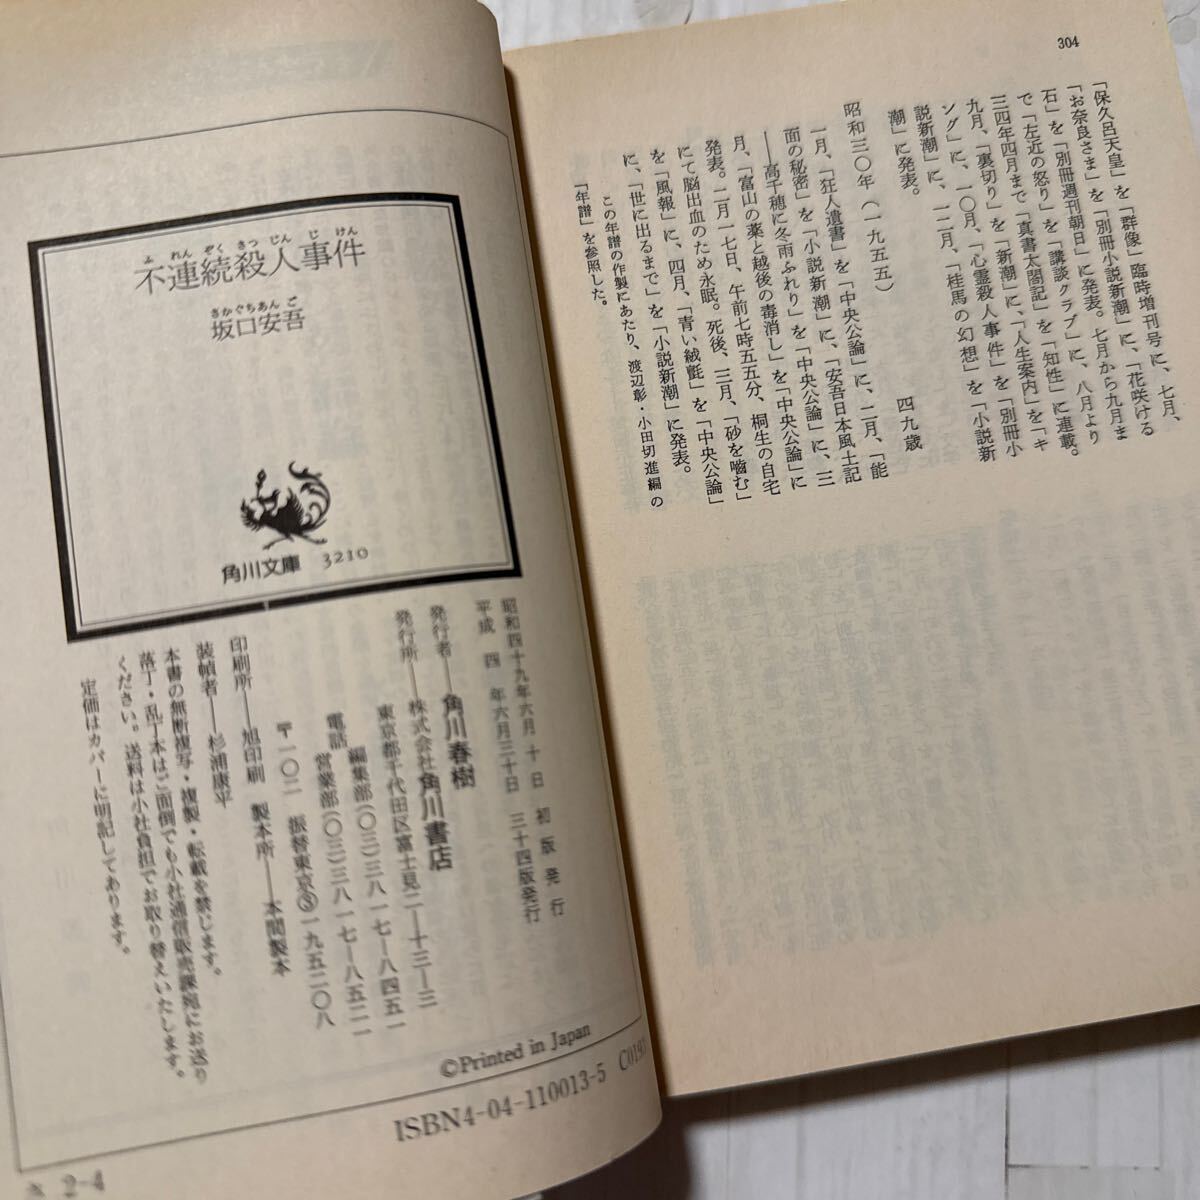 304
「保久呂天皇」を「群像」臨時増刊号に、七月、
「お奈良さま」を「別冊小説新潮」に、「花咲ける
石」を「別冊週刊朝日」に発表。七月から九月ま
で「左近の怒り」を「講談クラブ」に、八月より
三四年四月まで「真書太閤記」を「知性」に連載。
九月、「裏切り」を「新潮」に、「人生案内」を「キ
ング」に、一〇月、「心霊殺人事件」を「別冊小
説新潮」に、一二月、「桂馬の幻想」を「小説新
潮」に発表。
昭和三〇年(一九五五) 四九歳
一月、「狂人遺書」を「中央公論」に、二月、「能
面の秘密」を「小説新潮」に、「安吾日本風土記
——高千穂に冬雨ふれり」を「中央公論」に、三
月、「富山の薬と越後の毒消し」を「中央公論」に
発表。二月一七日、午前七時五五分、桐生の自宅
にて脳出血のため永眠。死後、三月、「砂を嚙む」
を「風報」に、四月、「青い絨氈」を「中央公論」
に、「世に出るまで」を「小説新潮」に発表。
この年譜の作製にあたり、渡辺彰・小田切進編の
「年譜」を参照した。
ふれんぞくさつじんじけん
不連続殺人事件
さかぐちあんご
坂口安吾
角川文庫 3210
昭和四十九年六月十日 初版発行
平成四年六月三十日 三十四版発行
発行者——角川春樹
発行所——株式会社角川書店
東京都千代田区富士見二—十三—三
編集部(〇三)三八一七—八四五一
電話
営業部(〇三)三八一七—八五二一
〒一〇二 振替東京③一九五二〇八
印刷所——旭印刷 製本所——本間製本
装幀者——杉浦康平
本書の無断複写・複製・転載を禁じます。
落丁・乱丁本はご面倒でも小社通信販売課宛にお送り
ください。送料は小社負担でお取り替えいたします。
定価はカバーに明記してあります。
©Printed in Japan
ISBN4-04-110013-5 C0193
さ 2-4